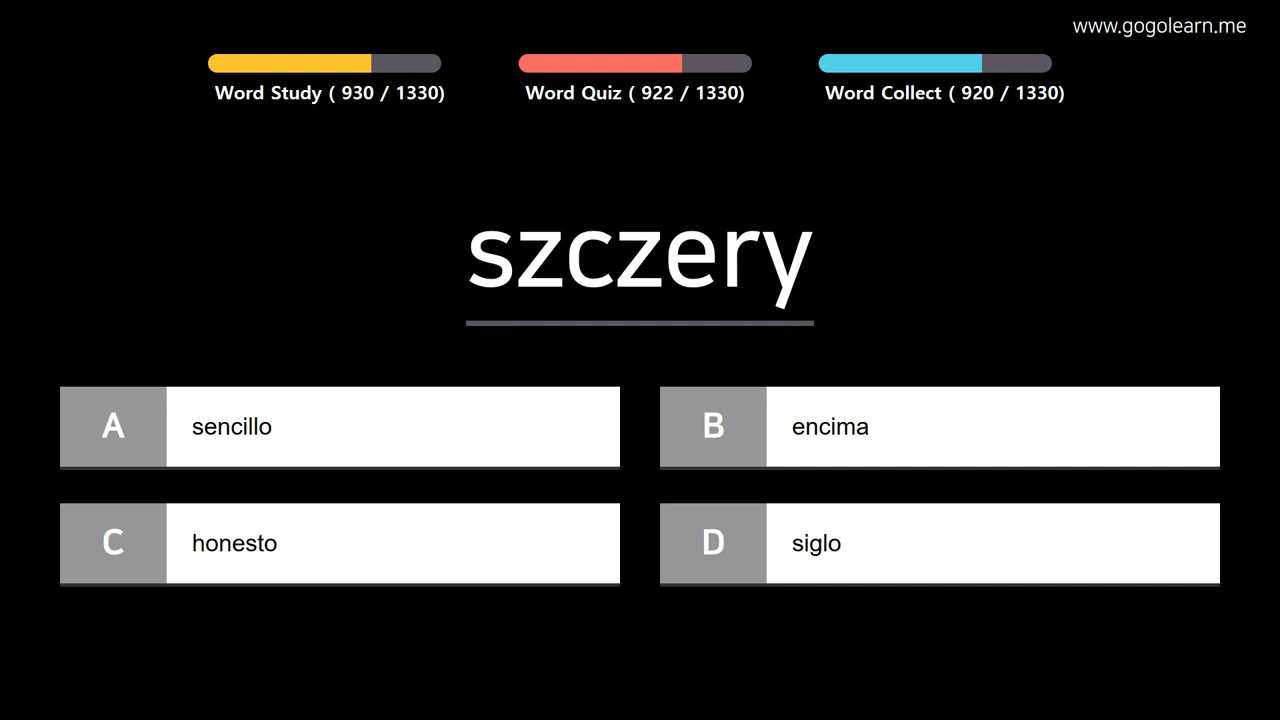 www.gogolearn.me
Word Study ( 930 / 1330)
Word Quiz ( 922 / 1330)
Word Collect ( 920 / 1330)
szczery
A sencillo
B encima
C honesto
D siglo